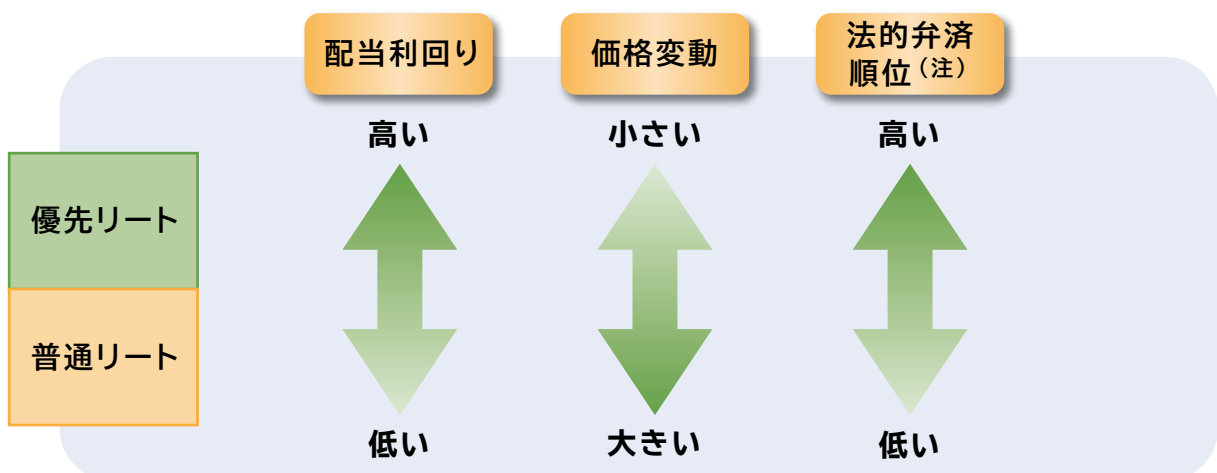 配当利回り
価格変動
法的弁済
順位(注)
高い
小さい
高い
優先リート
普通リート
低い
大きい
低い